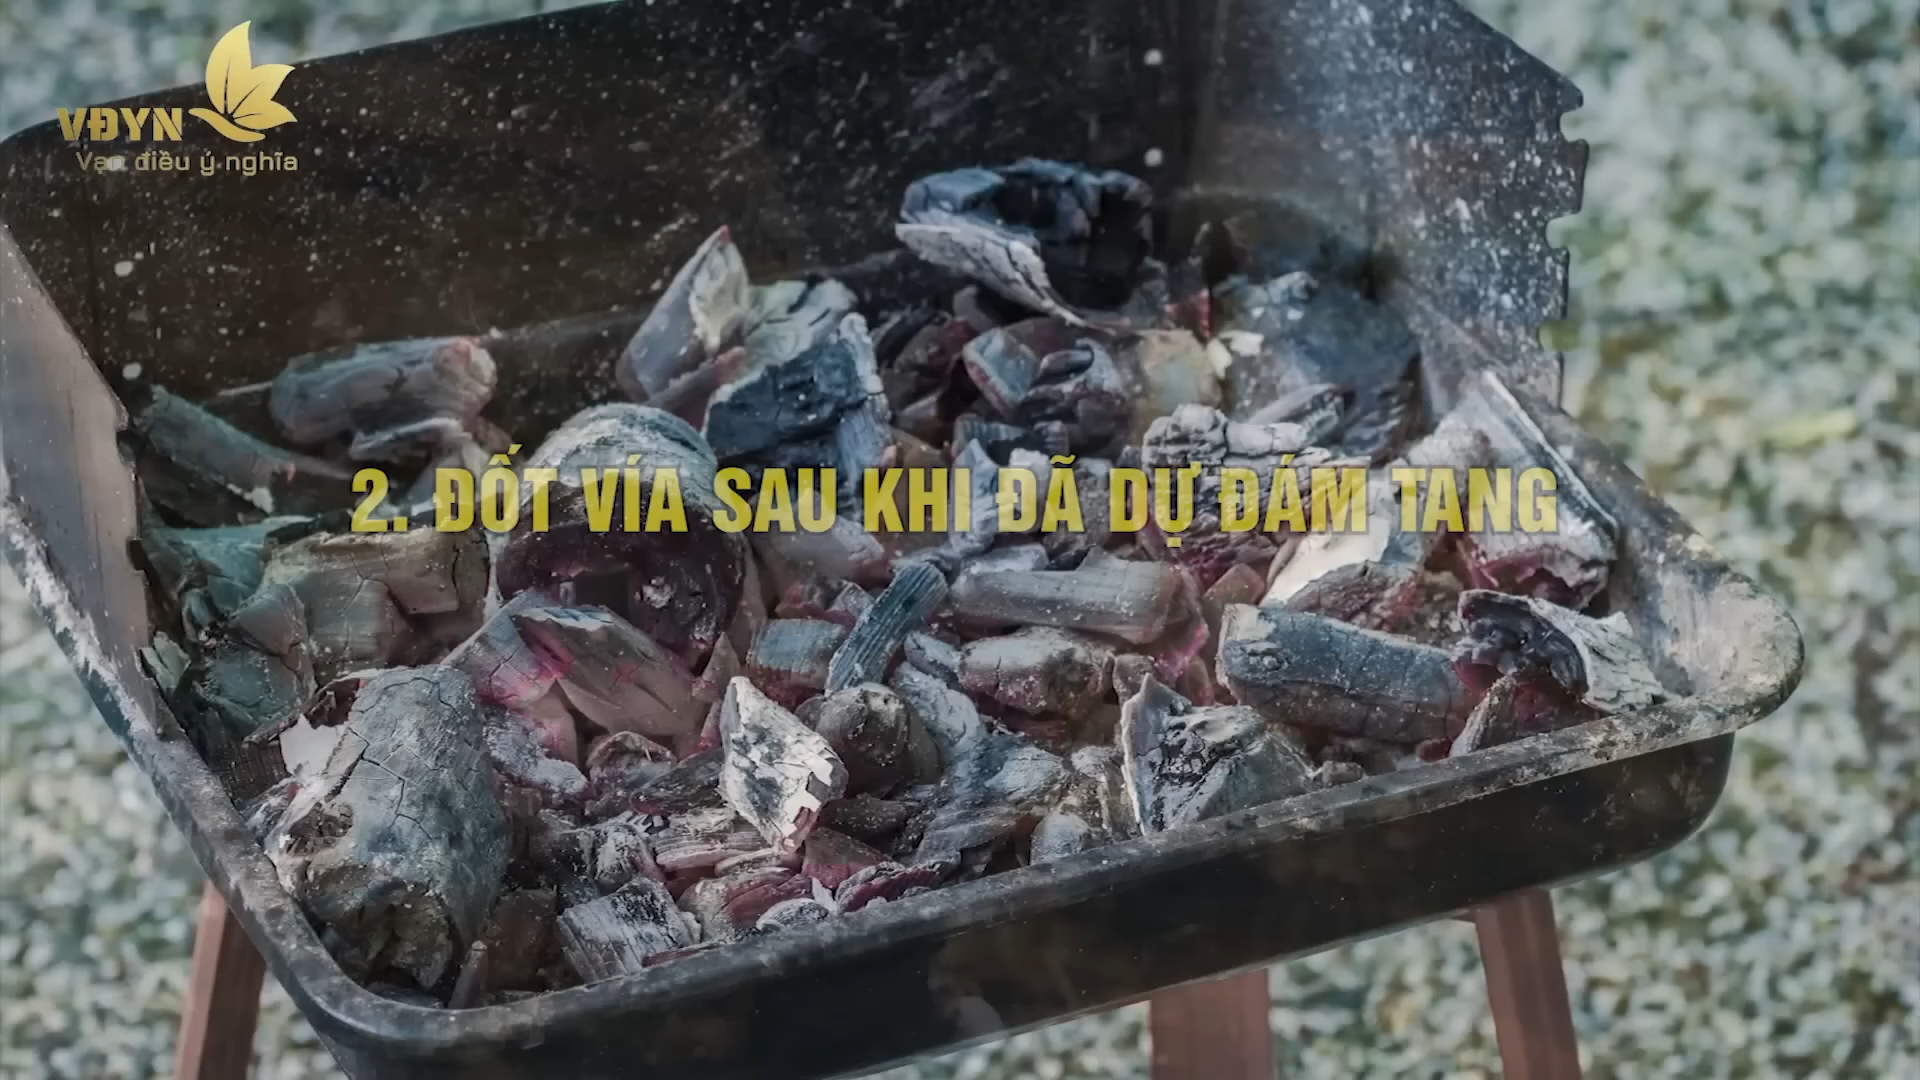 VĐYN
Vạn điều ý nghĩa
2. ĐỐT VÍA SAU KHI ĐÃ DỰ ĐÁM TANG